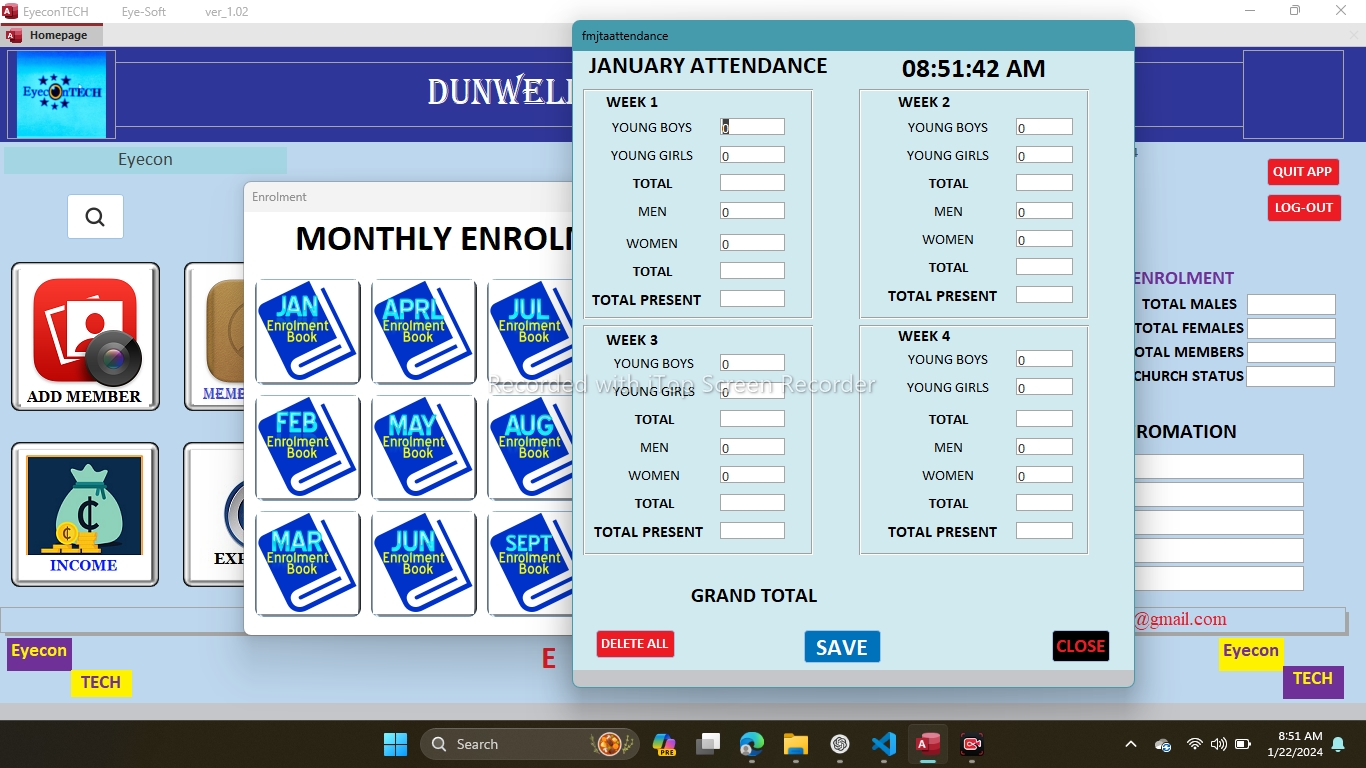 EyeconTECH Eye-Soft ver_1.02
Homepage
EyeconTECH
DUNWELL
Eyecon
QUIT APP
LOG-OUT
ADD MEMBER
INCOME
Enrolment
MONTHLY ENROL
JAN
Enrolment
Book
APRL
Enrolment
Book
JUL
Enrolment
Book
FEB
Enrolment
Book
MAY
Enrolment
Book
AUG
Enrolment
Book
MAR
Enrolment
Book
JUN
Enrolment
Book
SEPT
Enrolment
Book
fmjtaattendance
JANUARY ATTENDANCE 08:51:42 AM
WEEK 1
YOUNG BOYS 0
YOUNG GIRLS 0
TOTAL
MEN 0
WOMEN 0
TOTAL
TOTAL PRESENT
WEEK 2
YOUNG BOYS 0
YOUNG GIRLS 0
TOTAL
MEN 0
WOMEN 0
TOTAL
TOTAL PRESENT
WEEK 3
YOUNG BOYS 0
YOUNG GIRLS 0
TOTAL
MEN 0
WOMEN 0
TOTAL
TOTAL PRESENT
WEEK 4
YOUNG BOYS 0
YOUNG GIRLS 0
TOTAL
MEN 0
WOMEN 0
TOTAL
TOTAL PRESENT
Recorded with iTop Screen Recorder
GRAND TOTAL
DELETE ALL SAVE CLOSE
ENROLMENT
TOTAL MALES
TOTAL FEMALES
OTAL MEMBERS
CHURCH STATUS
ROMATION
@gmail.com
Eyecon
TECH
E
Eyecon
TECH
Search
PRE
8:51 AM
1/22/2024